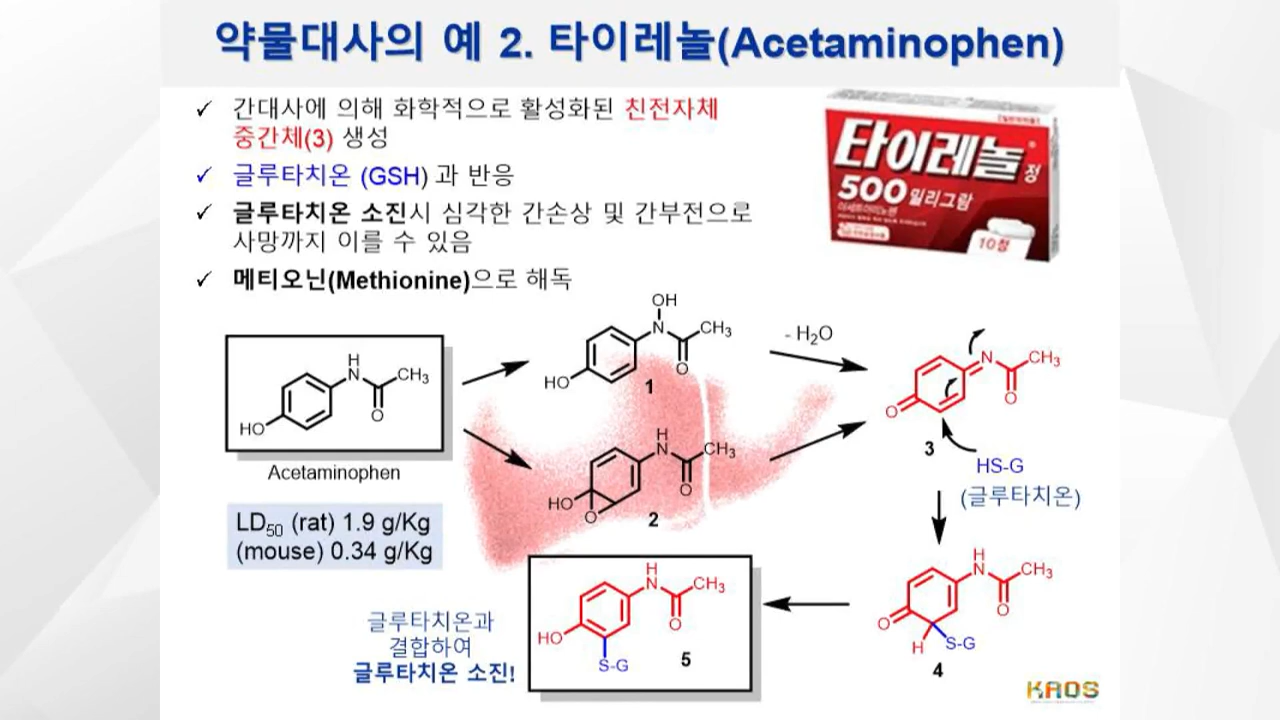 약물대사의 예 2. 타이레놀(Acetaminophen)
✓ 간대사에 의해 화학적으로 활성화된 친전자체
중간체(3) 생성
✓ 글루타치온 (GSH) 과 반응
✓ 글루타치온 소진시 심각한 간손상 및 간부전으로
사망까지 이를 수 있음
✓ 메티오닌(Methionine)으로 해독
타이레놀
정
500 밀리그람
10정
H
N
CH3
O
HO
Acetaminophen
LD50 (rat) 1.9 g/Kg
(mouse) 0.34 g/Kg
OH
N
CH3
O
HO
1
- H2O
H
N
CH3
O
HO
O
2
N
CH3
O
O
3
HS-G
(글루타치온)
H
N
CH3
O
O
H
S-G
4
H
N
CH3
O
HO
S-G
5
글루타치온과
결합하여
글루타치온 소진!
KAOS